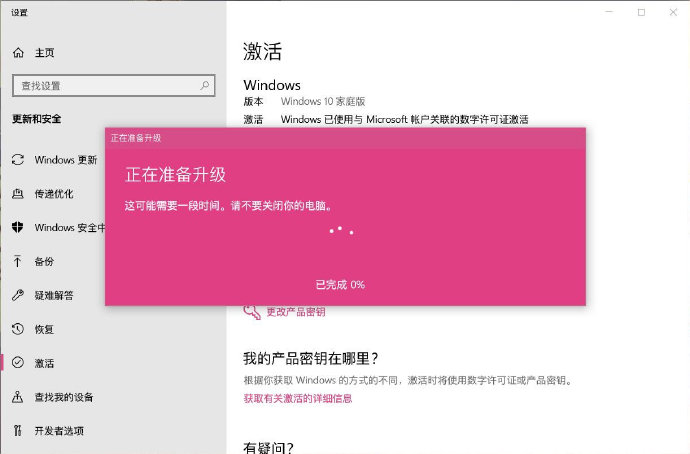 设置
主页
查找设置
更新和安全
Windows 更新
传递优化
Windows 安全中
备份
疑难解答
恢复
激活
查找我的设备
开发者选项
激活
Windows
版本 Windows 10 家庭版
激活 Windows 已使用与 Microsoft 帐户关联的数字许可证激活
正在准备升级
正在准备升级
这可能需要一段时间。请不要关闭你的电脑。
已完成 0%
更改产品密钥
我的产品密钥在哪里?
根据你获取 Windows 的方式的不同，激活时将使用数字许可证或产品密钥。
获取有关激活的详细信息
有疑问?